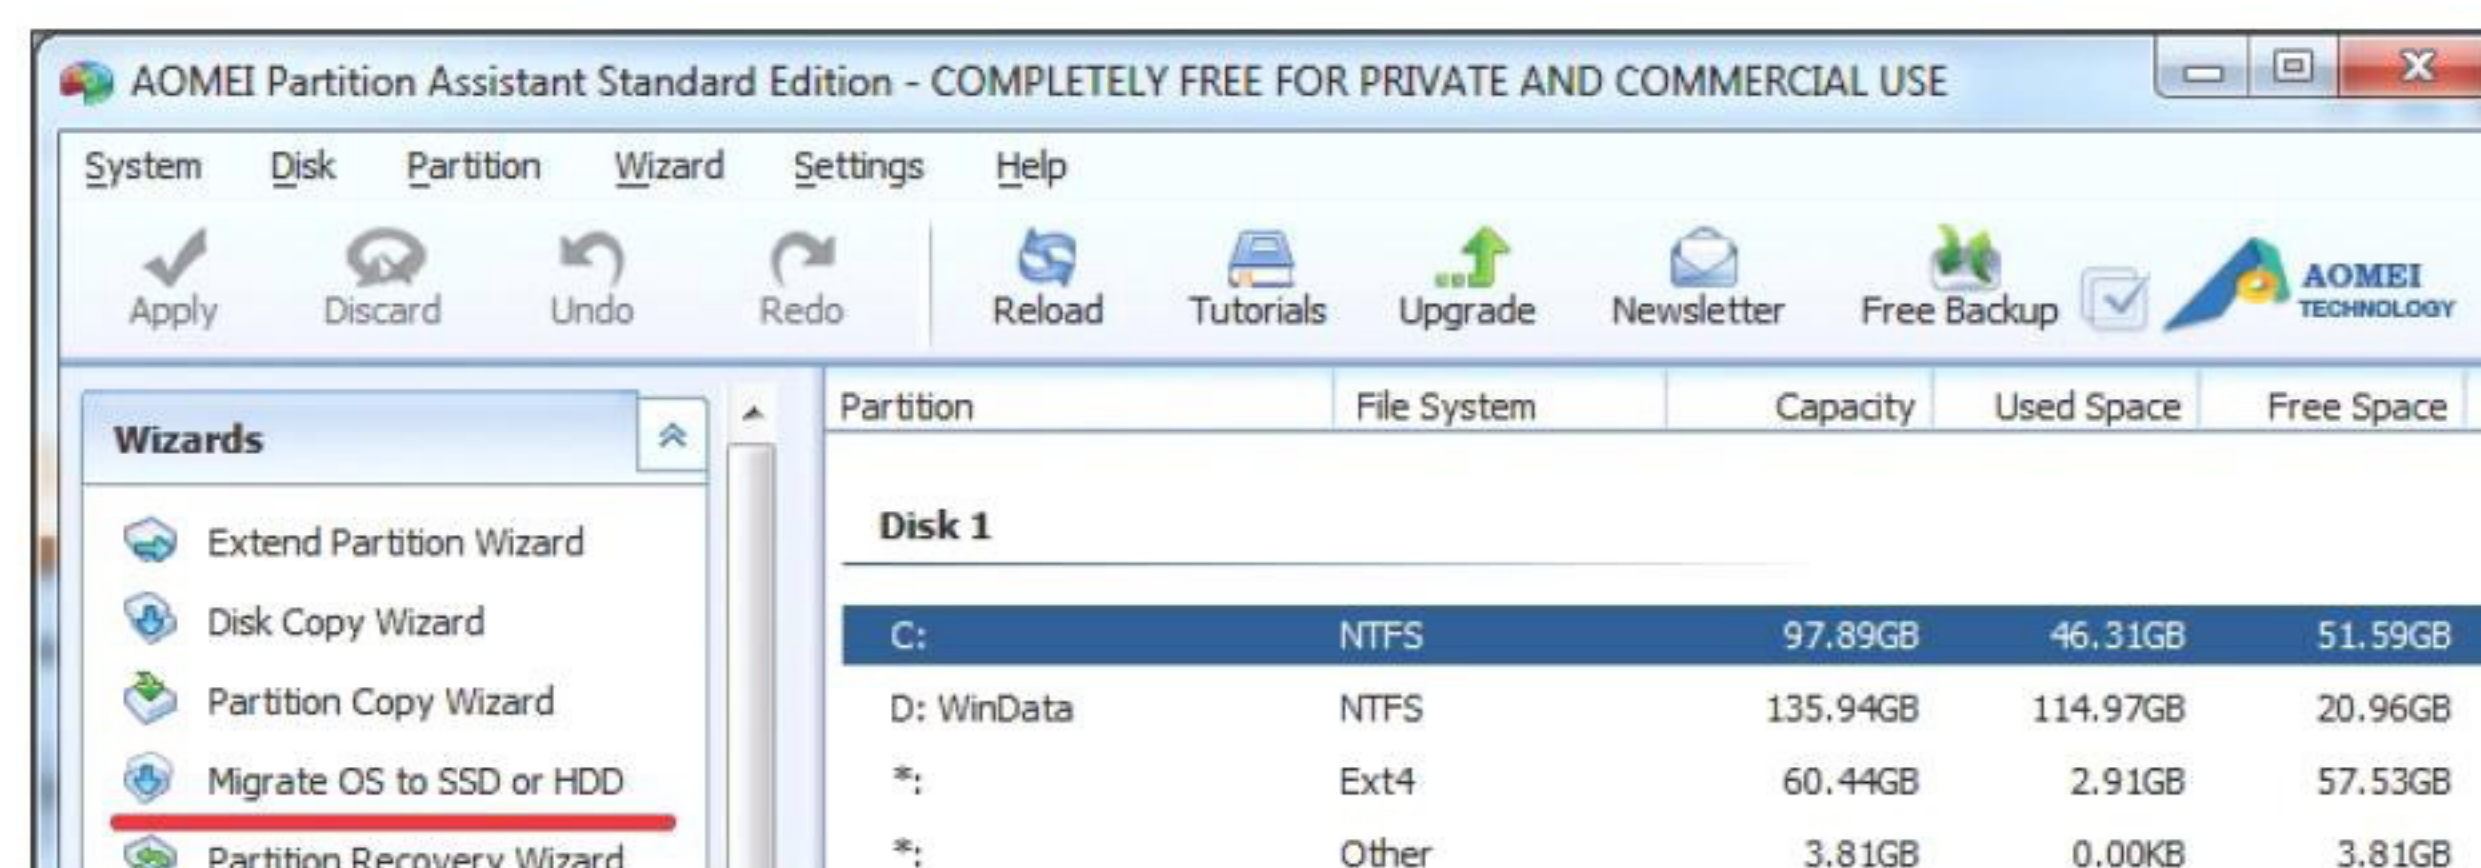 AOMEI Partition Assistant Standard Edition - COMPLETELY FREE FOR PRIVATE AND COMMERCIAL USE
System Disk Partition Wizard Settings Help
Apply Discard Undo Redo Reload Tutorials Upgrade Newsletter Free Backup
AOMEI
TECHNOLOGY
Wizards
Extend Partition Wizard
Disk Copy Wizard
Partition Copy Wizard
Migrate OS to SSD or HDD
Partition Recovery Wizard
Partition File System Capacity Used Space Free Space
Disk 1
C: NTFS 97.89GB 46.31GB 51.59GB
D: WinData NTFS 135.94GB 114.97GB 20.96GB
*: Ext4 60.44GB 2.91GB 57.53GB
*: Other 3.81GB 0.00KB 3.81GB